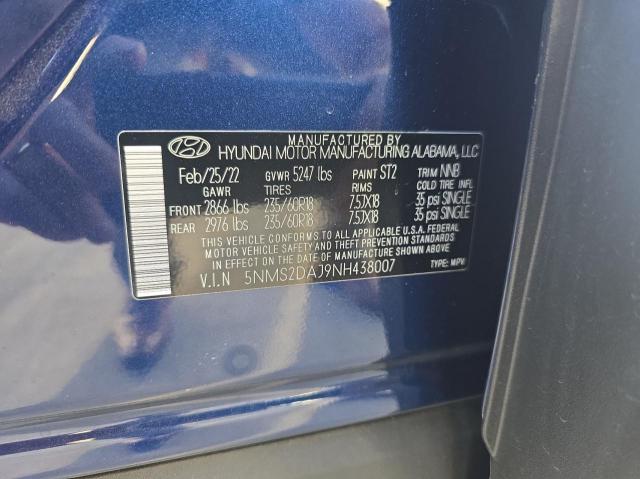 MANUFACTURED BY
HYUNDAI MOTOR MANUFACTURING ALABAMA, LLC
Feb/25/22 GVWR 5247 lbs PAINT ST2 TRIM NNB
GAWR TIRES RIMS COLD TIRE INFL
FRONT 2866 lbs 235/60R18 7.5JX18 35 psi SINGLE
REAR 2976 lbs 235/60R18 7.5JX18 35 psi SINGLE
THIS VEHICLE CONFORMS TO ALL APPLICABLE U.S.A. FEDERAL
MOTOR VEHICLE SAFETY AND THEFT PREVENTION STANDARDS
IN EFFECT ON THE DATE OF MANUFACTURE SHOWN ABOVE.
V.I.N 5NMS2DAJ9NH438007 TYPE: MPV